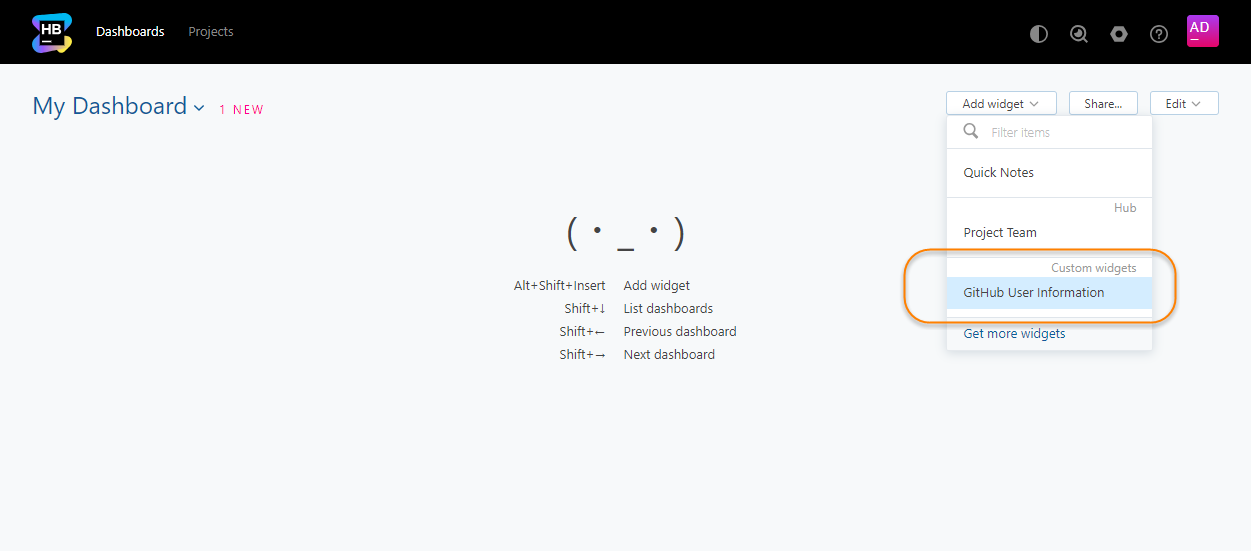 HB
Dashboards
Projects
AD
My Dashboard
1 NEW
Add widget
Share...
Edit
Filter items
Quick Notes
Hub
Project Team
Custom widgets
GitHub User Information
Get more widgets
( · _ · )
Alt+Shift+Insert Add widget
Shift+↓ List dashboards
Shift+← Previous dashboard
Shift+→ Next dashboard